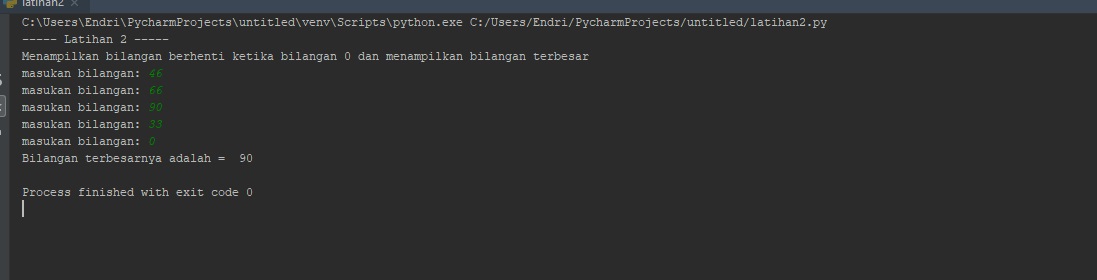 latihan2
C:\Users\Endri\PycharmProjects\untitled\venv\Scripts\python.exe C:/Users/Endri/PycharmProjects/untitled/latihan2.py
----- Latihan 2 -----
Menampilkan bilangan berhenti ketika bilangan 0 dan menampilkan bilangan terbesar
masukan bilangan: 46
masukan bilangan: 66
masukan bilangan: 90
masukan bilangan: 33
masukan bilangan: 0
Bilangan terbesarnya adalah =  90
Process finished with exit code 0